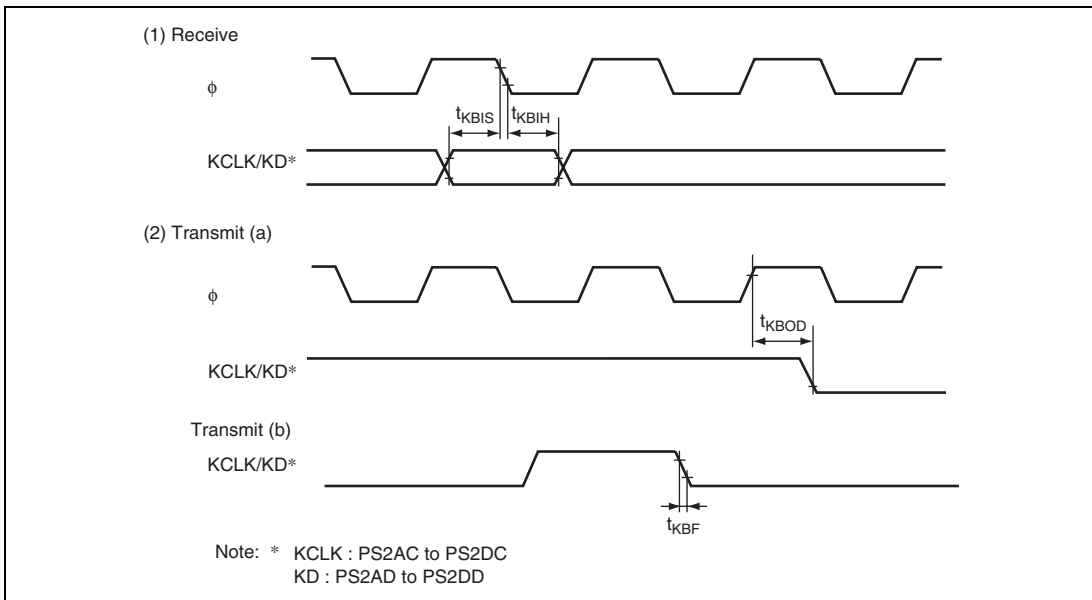 (1) Receive
ϕ
tKBIS
tKBIH
KCLK/KD*
(2) Transmit (a)
ϕ
tKBOD
KCLK/KD*
Transmit (b)
KCLK/KD*
tKBF
Note: * KCLK : PS2AC to PS2DC
KD : PS2AD to PS2DD